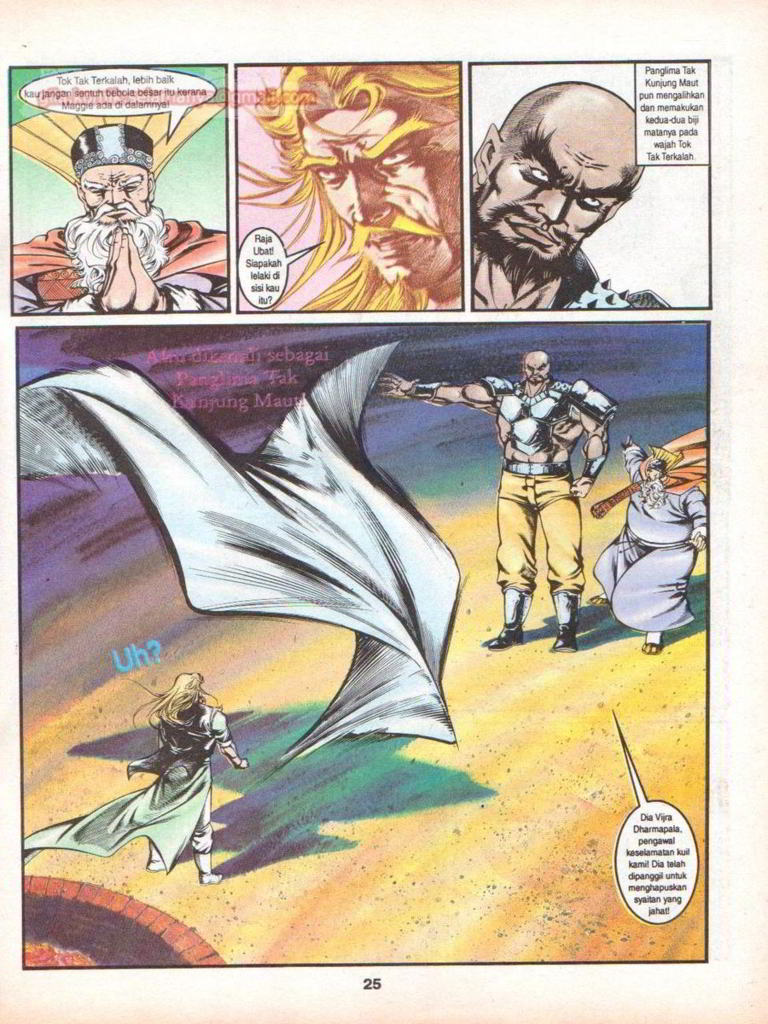 Tok Tak Terkalah, lebih baik
kau jangan sentuh bebola besar itu kerana
Maggie ada di dalamnya!
Raja
Ubat!
Siapakah
lelaki di
sisi kau
itu?
Panglima Tak
Kunjung Maut
pun mengalihkan
dan memakukan
kedua-dua biji
matanya pada
wajah Tok
Tak Terkalah.
Aku dikenali sebagai
Panglima Tak
Kunjung Maut!
Uh?
Dia Vijra
Dharmapala,
pengawal
keselamatan kuil
kami! Dia telah
dipanggil untuk
menghapuskan
syaitan yang
jahat!
25